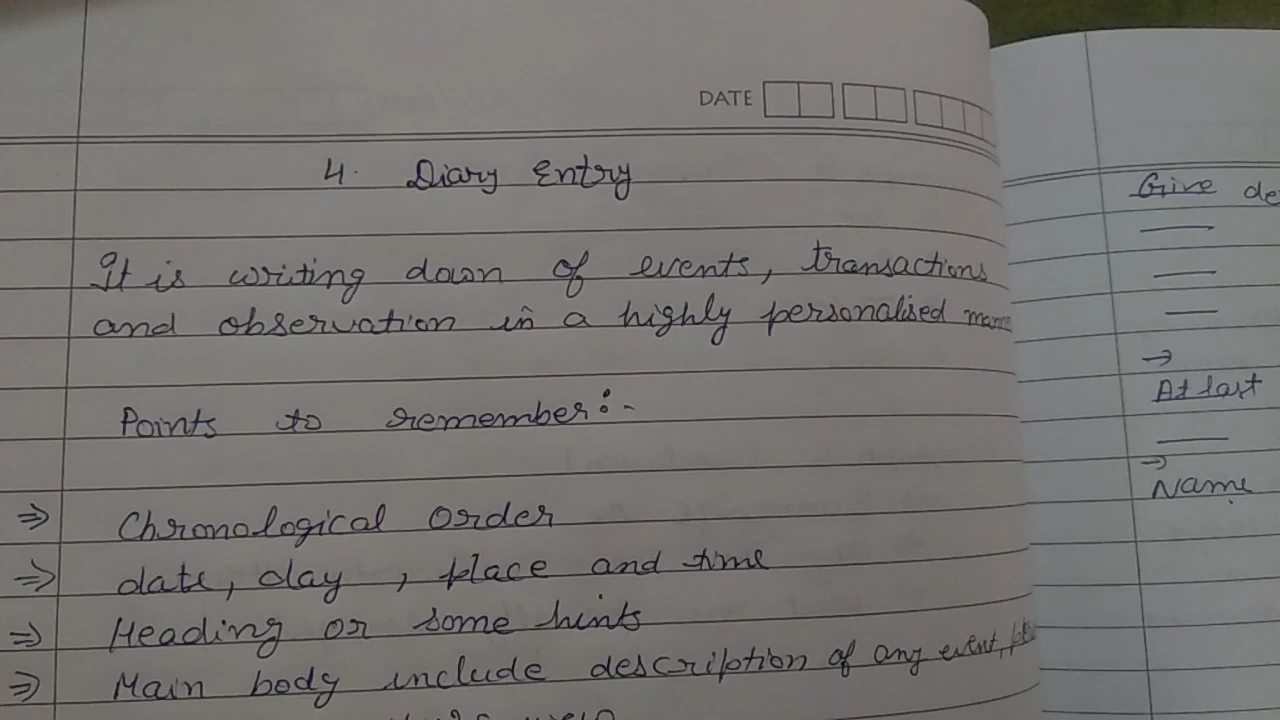 DATE
4. Diary Entry
It is writing down of events, transactions
and observation in a highly personalised
Points to remember:-
⇒ Chronological Order
⇒ date, day , place and time
⇒ Heading or some hints
⇒ Main body include description of any event,
Give de
→
At last
→
Name